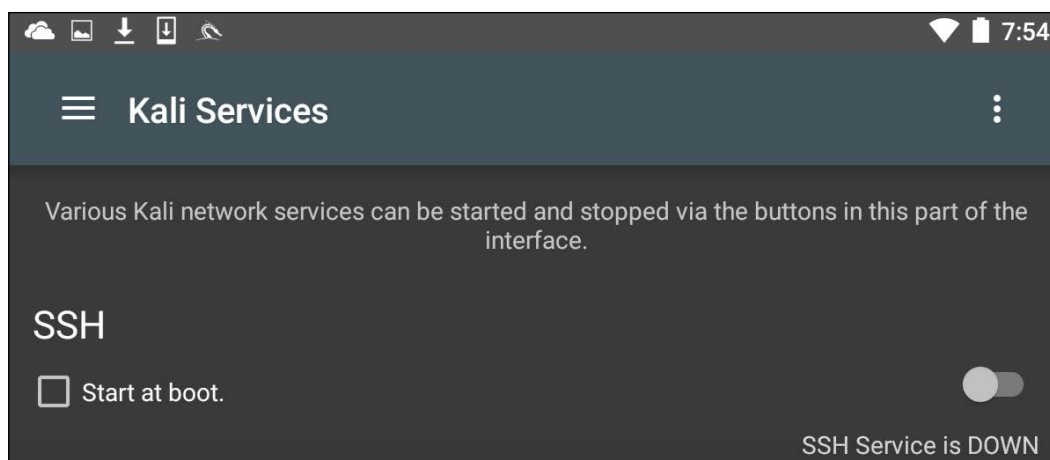 7:54
Kali Services
Various Kali network services can be started and stopped via the buttons in this part of the
interface.
SSH
Start at boot.
SSH Service is DOWN